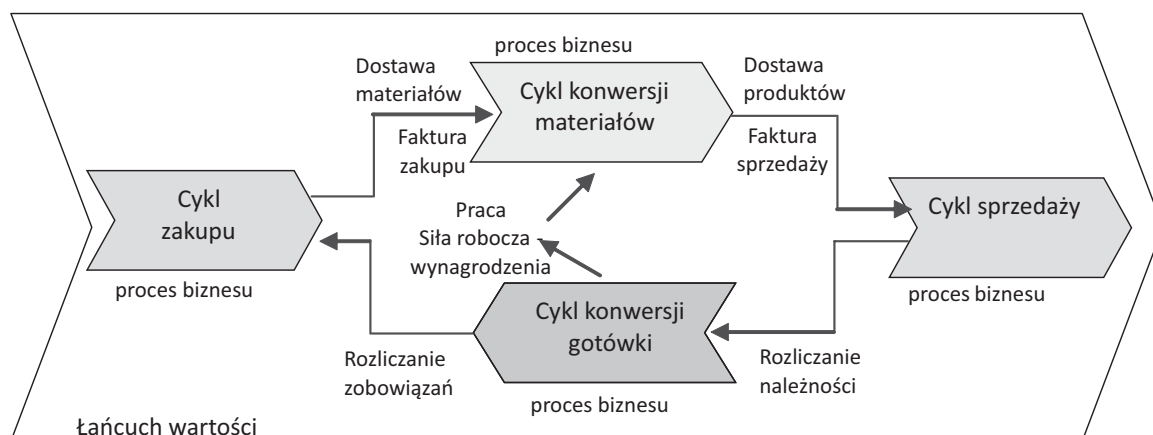 proces biznesu
Dostawa
materiałów
Cykl konwersji
materiałów
Dostawa
produktów
Faktura
zakupu
Faktura
sprzedaży
Cykl
zakupu
Praca
Siła robocza –
wynagrodzenia
Cykl sprzedaży
proces biznesu
proces biznesu
Cykl konwersji
gotówki
Rozliczanie
zobowiązań
Rozliczanie
należności
proces biznesu
Łańcuch wartości